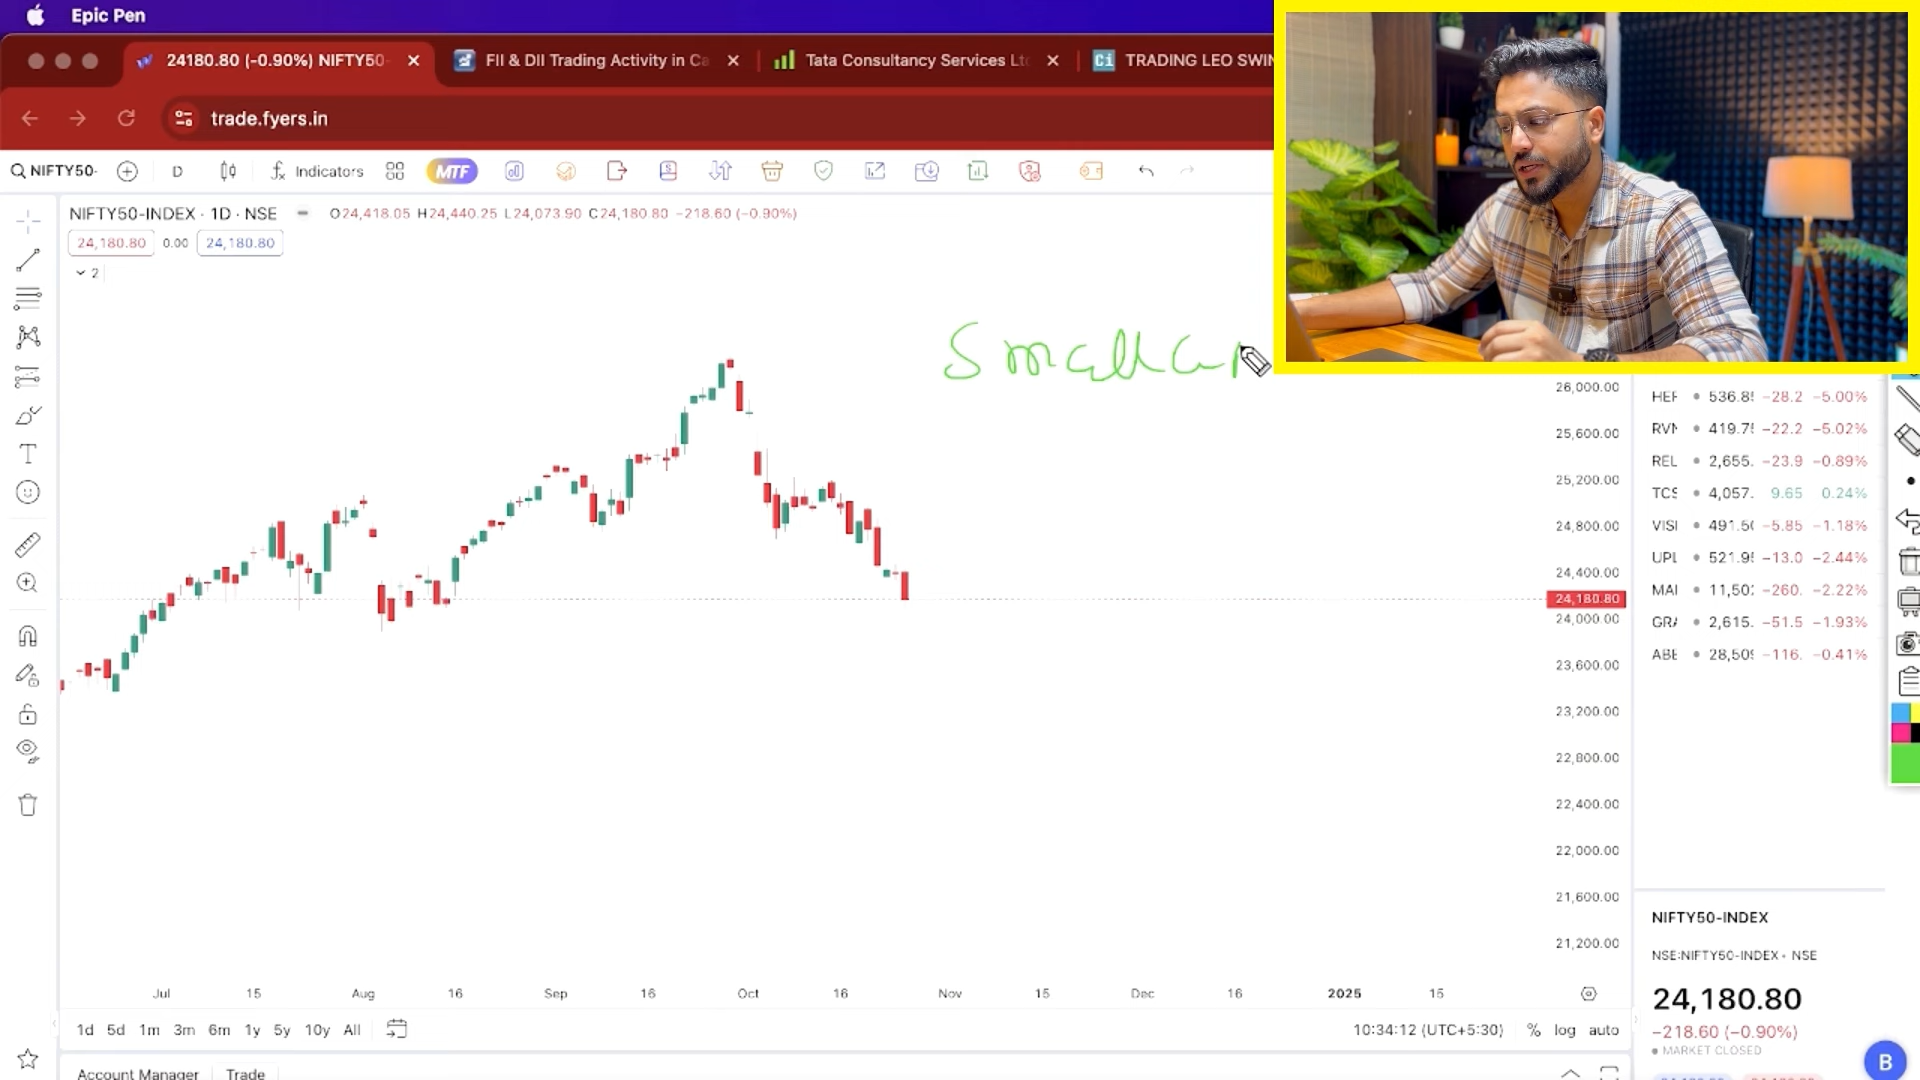 Epic Pen
24180.80 (-0.90%) NIFTY50-
FII & DII Trading Activity in Ca
Tata Consultancy Services Ltd
TRADING LEO SWIN
trade.fyers.in
NIFTY50-
D
Indicators
MTF
NIFTY50-INDEX · 1D · NSE
O24,418.05 H24,440.25 L24,073.90 C24,180.80 −218.60 (−0.90%)
24,180.80 0.00 24,180.80
2
Smallca
26,000.00
25,600.00
25,200.00
24,800.00
24,400.00
24,180.80
24,000.00
23,600.00
23,200.00
22,800.00
22,400.00
22,000.00
21,600.00
21,200.00
HEF 536.8 −28.2 −5.00%
RVN 419.7 −22.2 −5.02%
REL 2,655. −23.9 −0.89%
TCS 4,057. 9.65 0.24%
VISI 491.5 −5.85 −1.18%
UPL 521.9 −13.0 −2.44%
MAI 11,50 −260. −2.22%
GRA 2,615. −51.5 −1.93%
ABE 28,50 −116. −0.41%
NIFTY50-INDEX
NSE:NIFTY50-INDEX • NSE
24,180.80
−218.60 (−0.90%)
MARKET CLOSED
Jul 15 Aug 16 Sep 16 Oct 16 Nov 15 Dec 16 2025 15
1d 5d 1m 3m 6m 1y 5y 10y All
10:34:12 (UTC+5:30) % log auto
Account Manager Trade
B